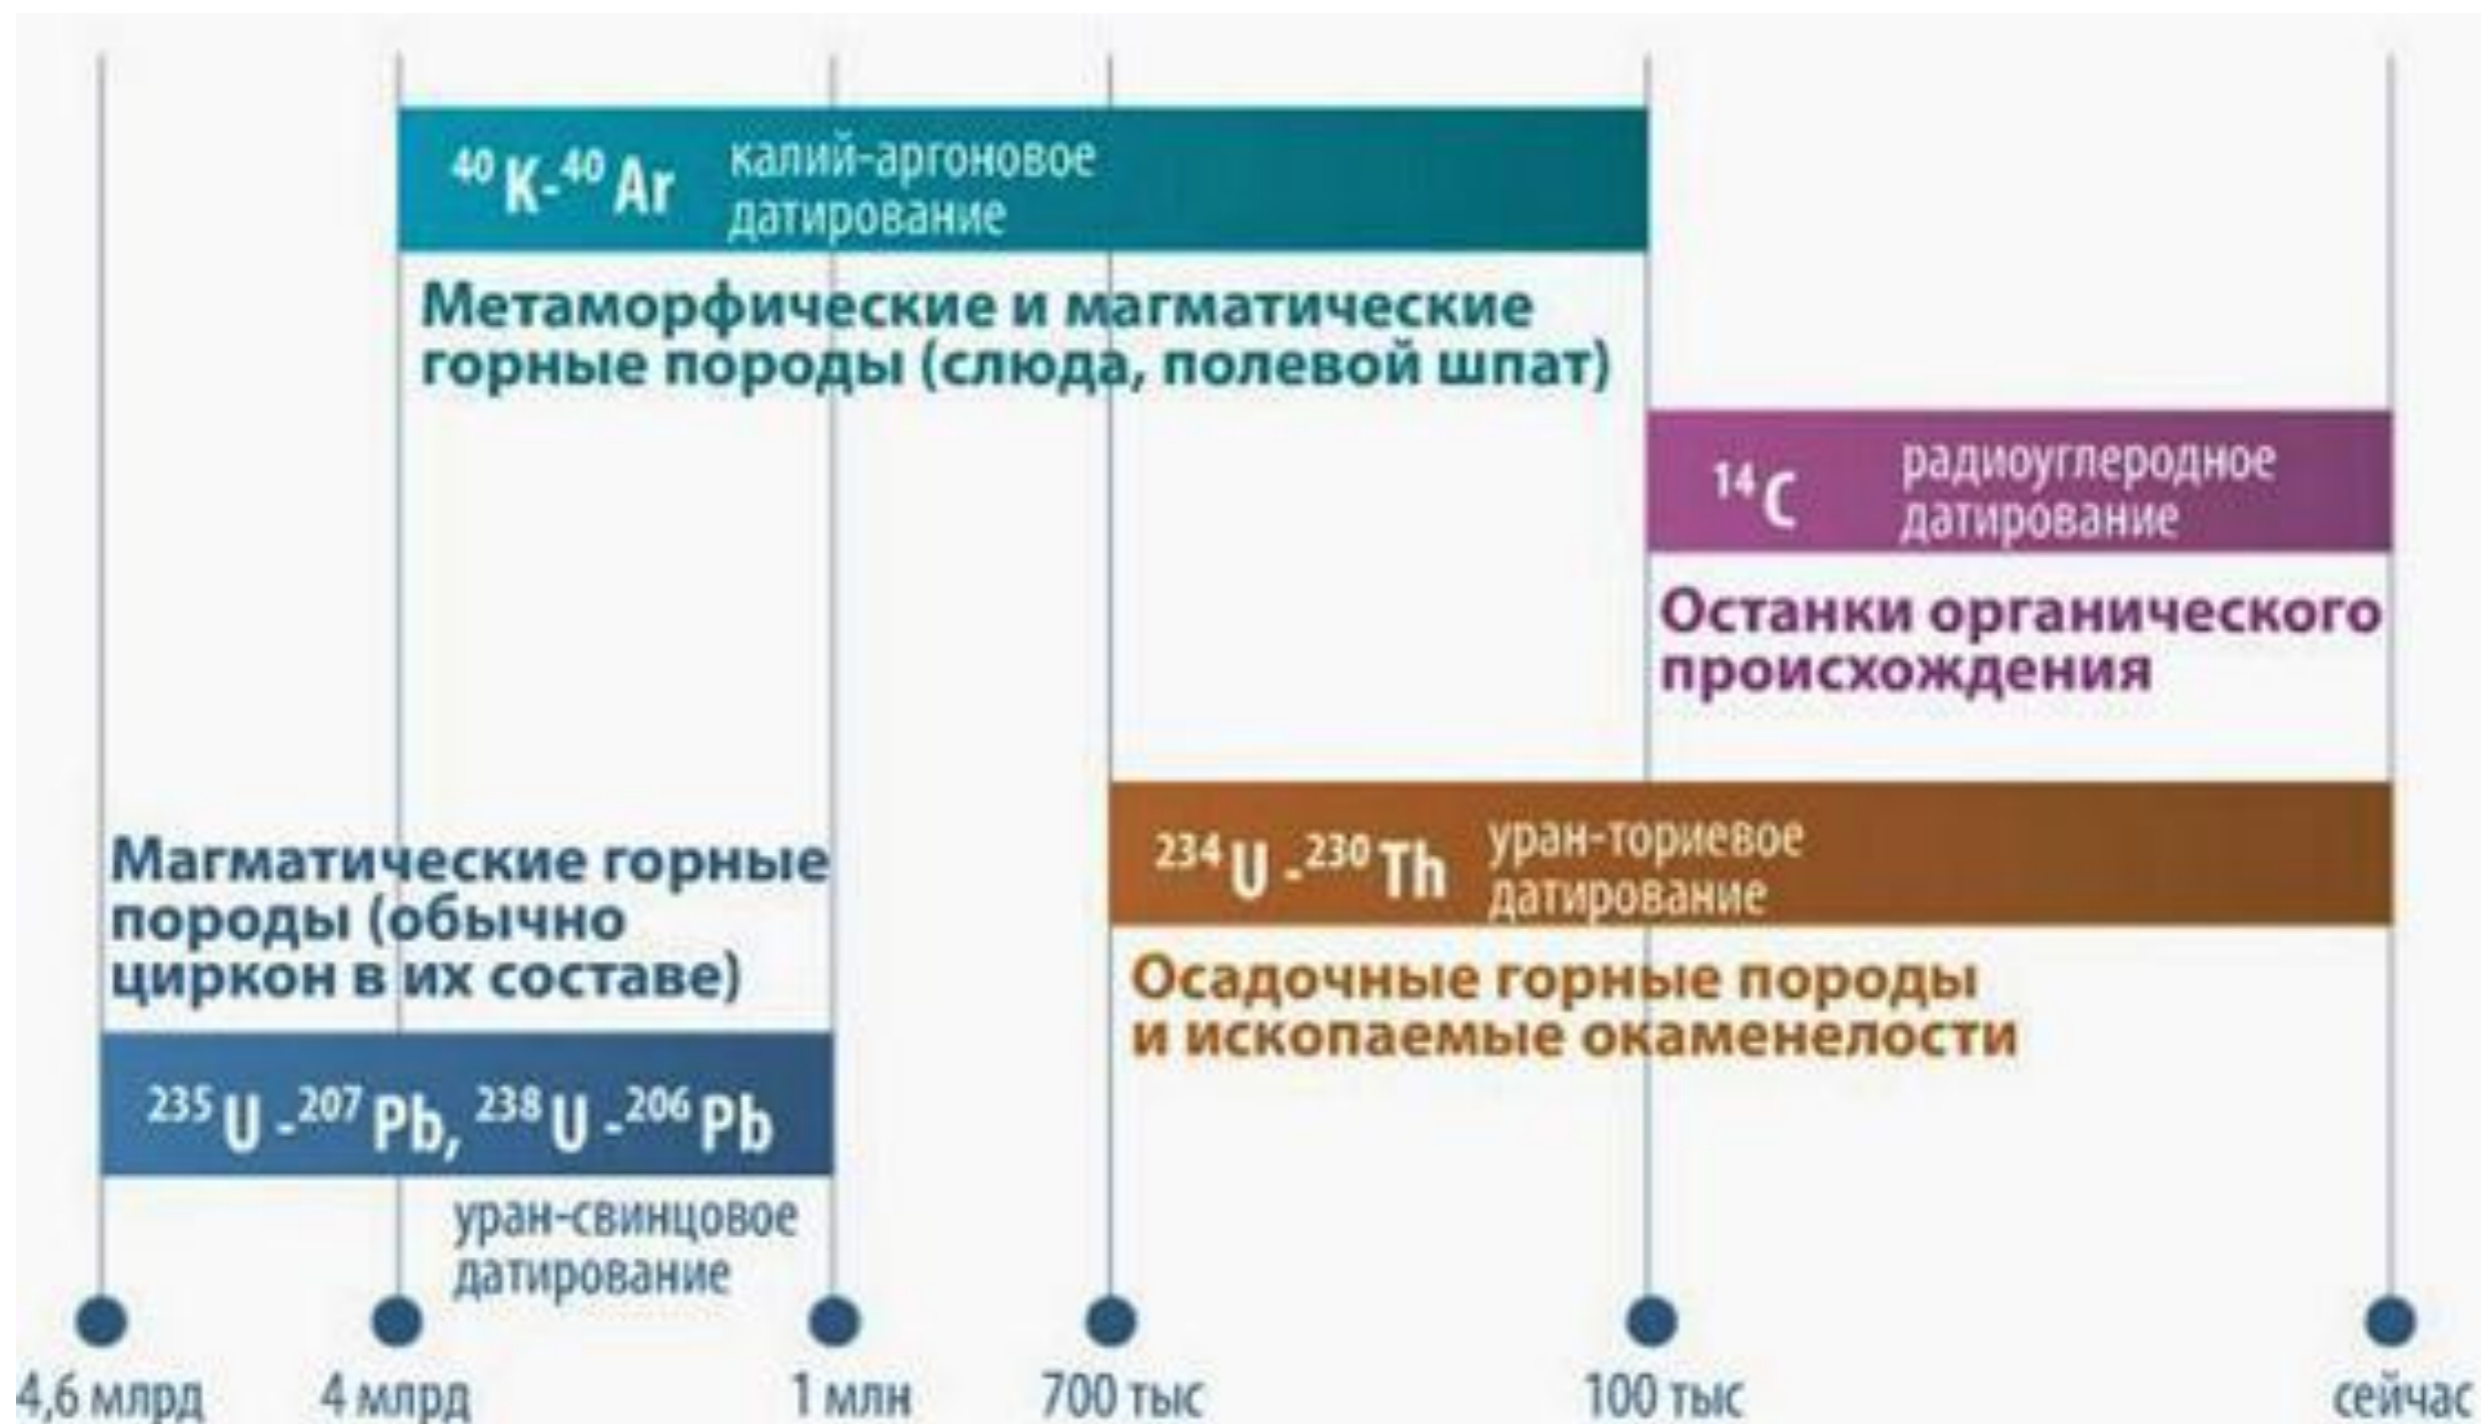 ⁴⁰K-⁴⁰Ar
калий-аргоновое
датирование
Метаморфические и магматические
горные породы (слюда, полевой шпат)
¹⁴C
радиоуглеродное
датирование
Останки органического
происхождения
²³⁴U-²³⁰Th
уран-ториевое
датирование
Осадочные горные породы
и ископаемые окаменелости
Магматические горные
породы (обычно
циркон в их составе)
²³⁵U-²⁰⁷Pb, ²³⁸U-²⁰⁶Pb
уран-свинцовое
датирование
4,6 млрд 4 млрд 1 млн 700 тыс 100 тыс сейчас